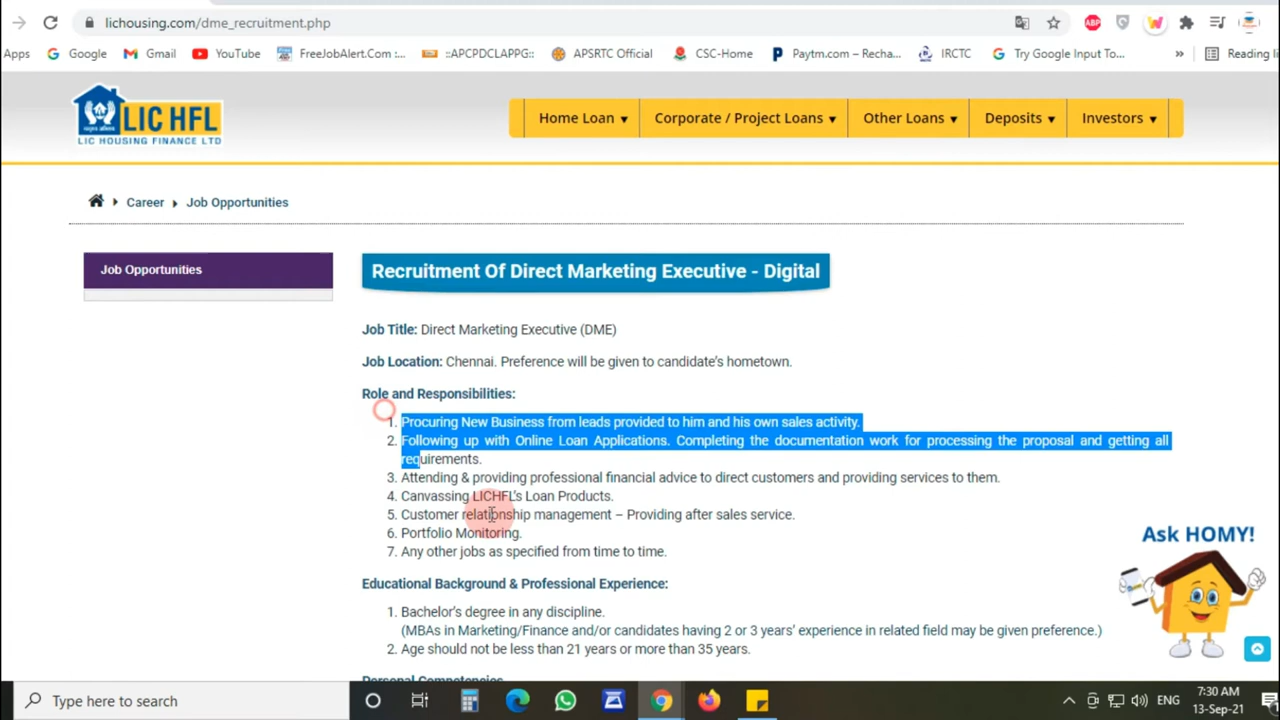 lichousing.com/dme_recruitment.php
ABP
Apps Google Gmail YouTube FreeJobAlert.Com :... ::APCPDCLAPPG:: APSRTC Official CSC-Home Paytm.com – Recha... IRCTC Try Google Input To... » Reading li
LIC HFL
LIC HOUSING FINANCE LTD
Home Loan Corporate / Project Loans Other Loans Deposits Investors
Career Job Opportunities
Job Opportunities
Recruitment Of Direct Marketing Executive - Digital
Job Title: Direct Marketing Executive (DME)
Job Location: Chennai. Preference will be given to candidate's hometown.
Role and Responsibilities:
1. Procuring New Business from leads provided to him and his own sales activity.
2. Following up with Online Loan Applications. Completing the documentation work for processing the proposal and getting all
requirements.
3. Attending & providing professional financial advice to direct customers and providing services to them.
4. Canvassing LICHFL's Loan Products.
5. Customer relationship management – Providing after sales service.
6. Portfolio Monitoring.
7. Any other jobs as specified from time to time.
Ask HOMY!
Educational Background & Professional Experience:
1. Bachelor's degree in any discipline.
(MBAs in Marketing/Finance and/or candidates having 2 or 3 years' experience in related field may be given preference.)
2. Age should not be less than 21 years or more than 35 years.
Personal Competencies
Type here to search
ENG
7:30 AM
13-Sep-21